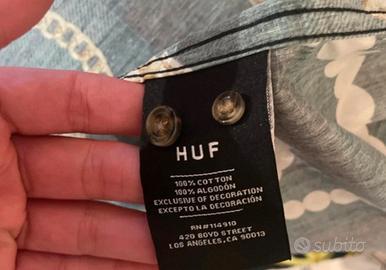 HUF
100% COTTON
100% ALGODÓN
EXCLUSIVE OF DECORATION
EXCEPTO LA DECORACIÓN
RN#114910
420 BOYD STREET
LOS ANGELES, CA 90013
subito